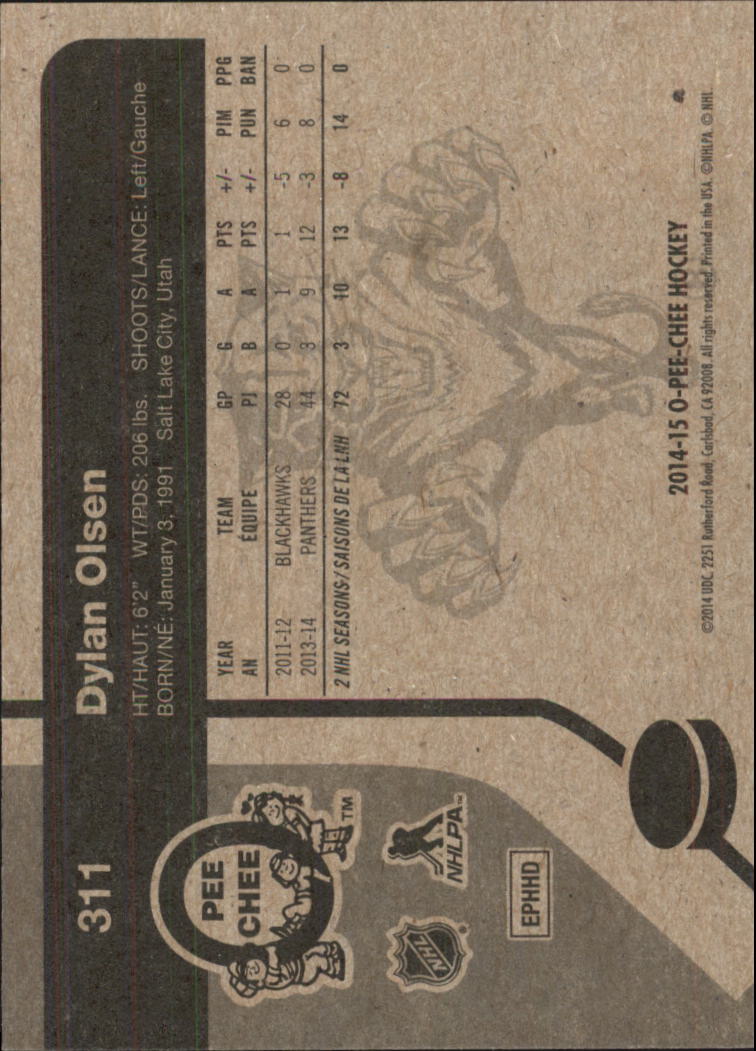 311 Dylan Olsen
HT/HAUT: 6'2" WT/PDS: 206 lbs. SHOOTS/LANCE: Left/Gauche
BORN/NÉ: January 3, 1991 Salt Lake City, Utah
PEE
CHEE
TM
NHLPA™
NHL
®
EPHHD
YEAR TEAM GP G A PTS +/- PIM PPG
AN ÉQUIPE PJ B A PTS +/- PUN BAN
2011-12 BLACKHAWKS 28 0 1 1 -5 6 0
2013-14 PANTHERS 44 3 9 12 -3 8 0
2 NHL SEASONS/SAISONS DE LA LNH 72 3 10 13 -8 14 0
2014-15 O-PEE-CHEE HOCKEY
©2014 UDC, 2251 Rutherford Road, Carlsbad, CA 92008. All rights reserved. Printed in the USA. ©NHLPA. © NHL